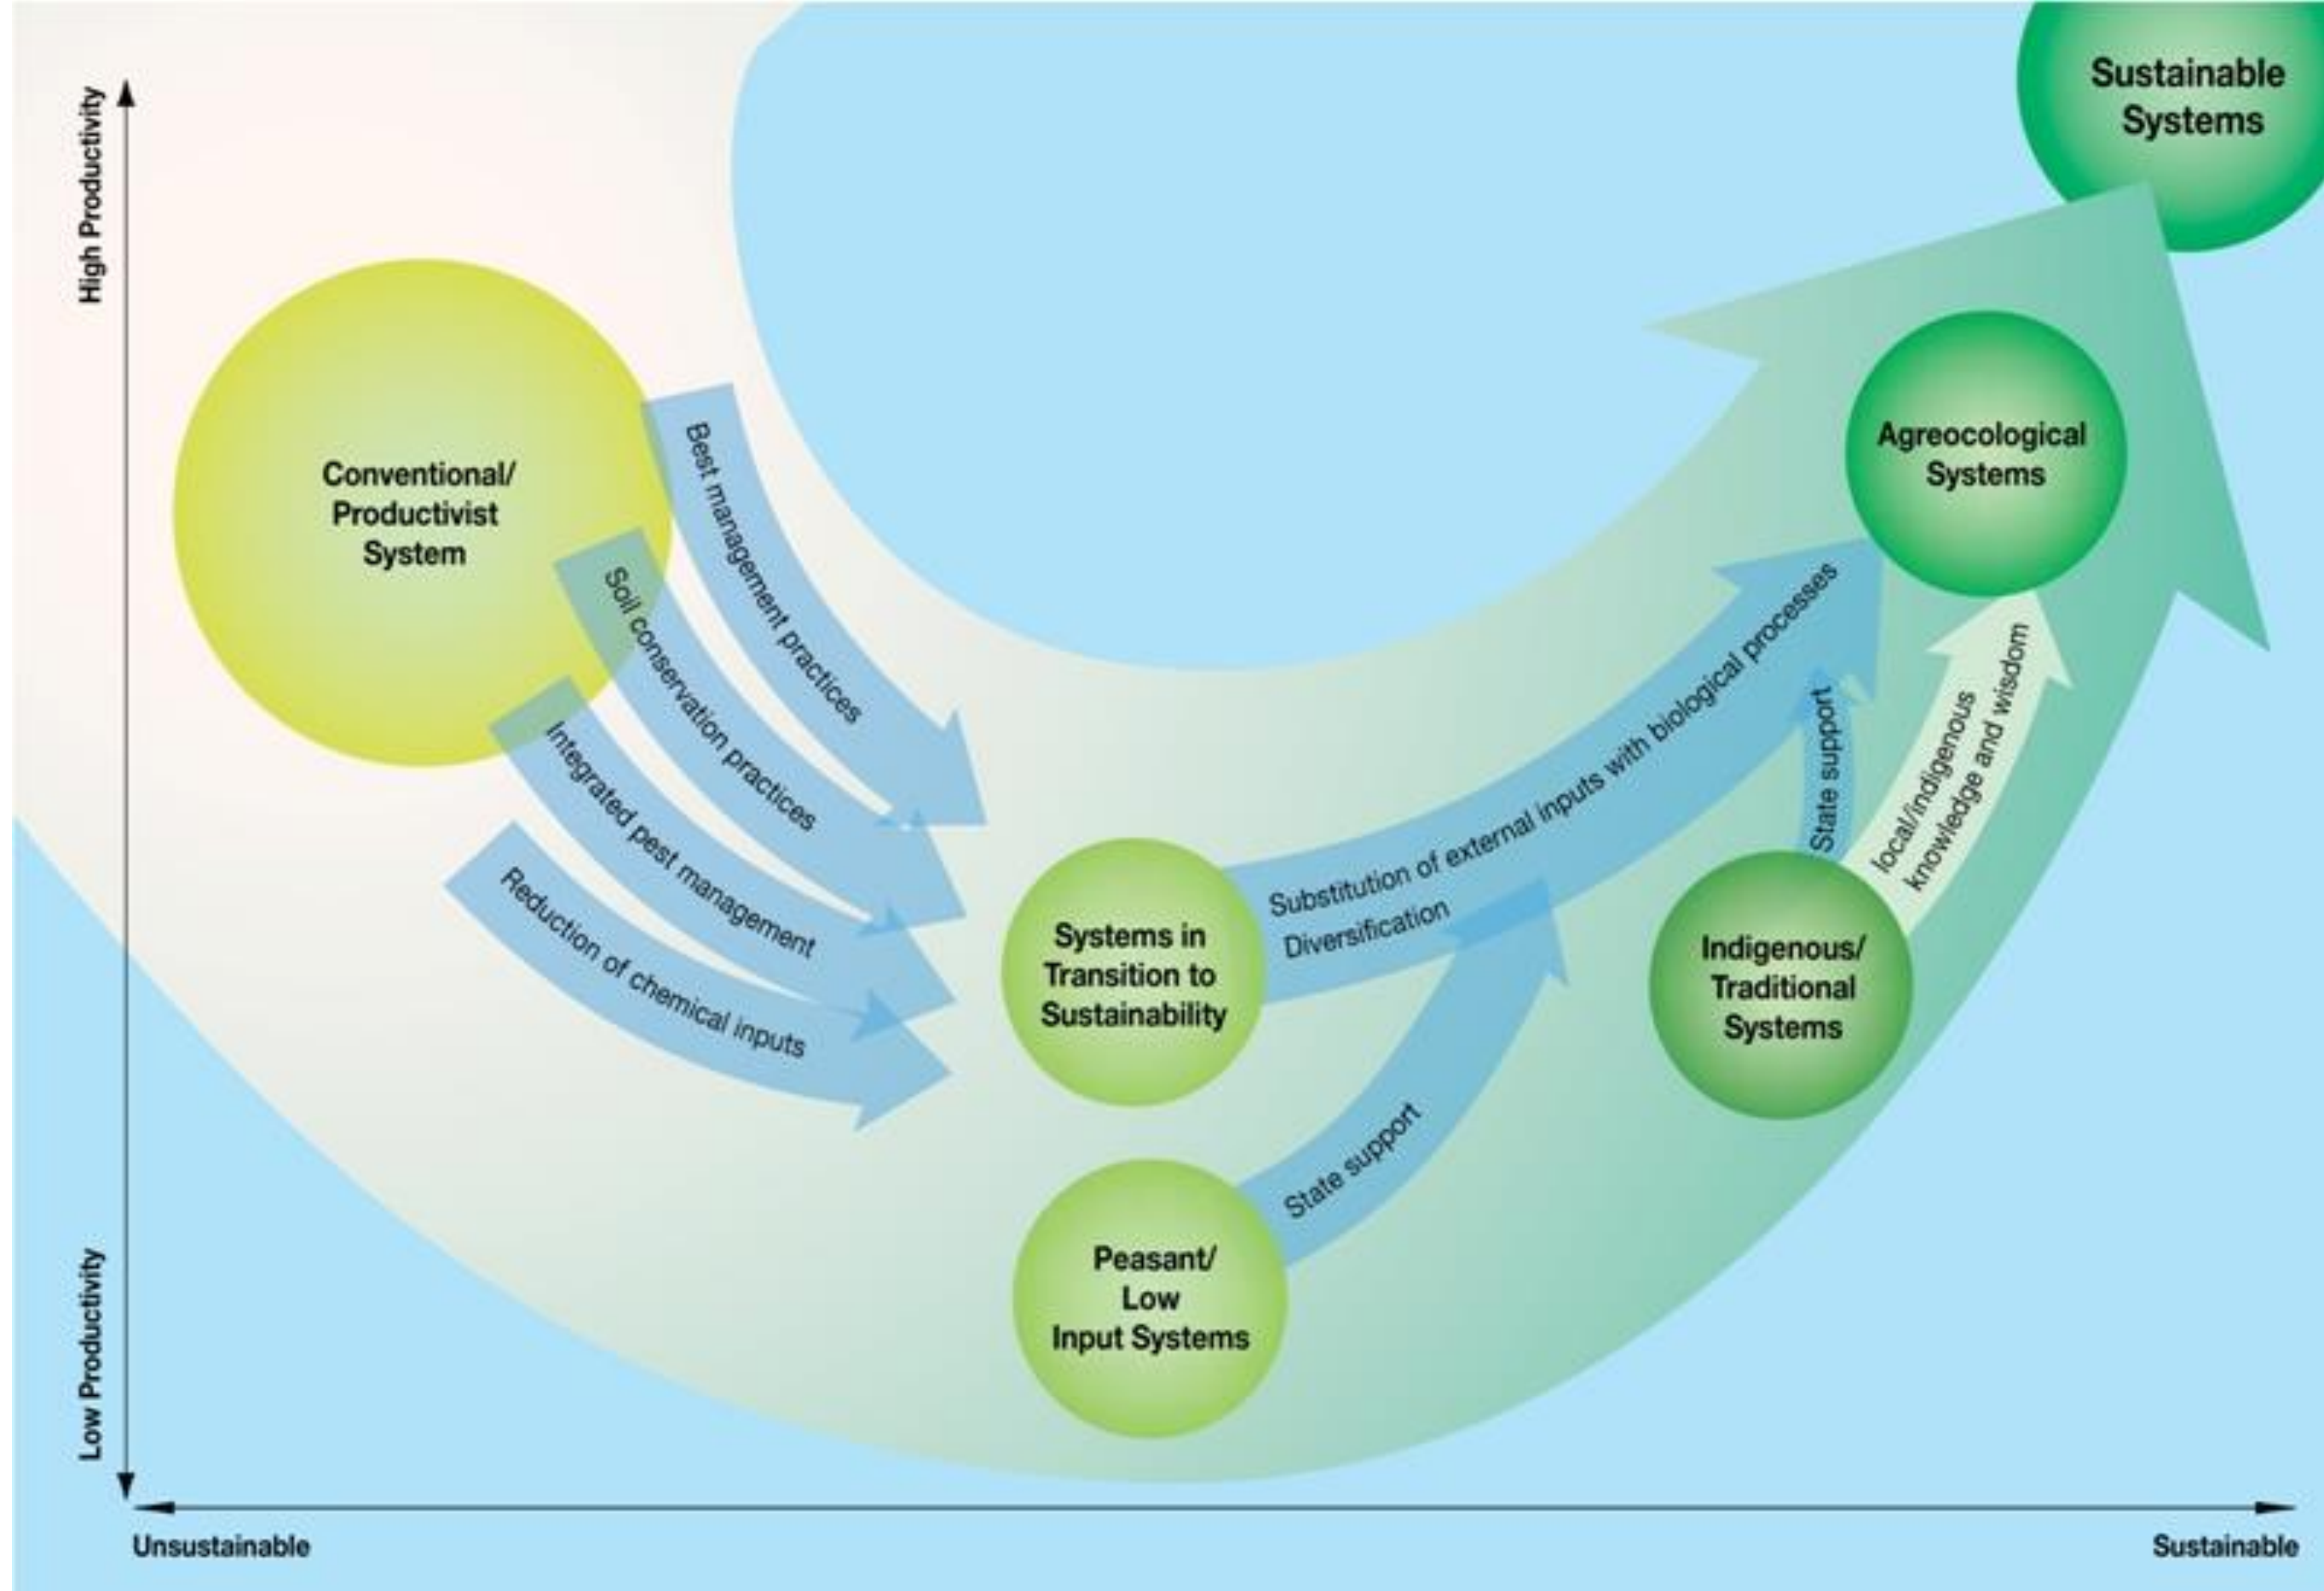 High Productivity
Low Productivity
Unsustainable
Sustainable
Conventional/
Productivist
System
Best management practices
Soil conservation practices
Integrated pest management
Reduction of chemical inputs
Systems in
Transition to
Sustainability
Substitution of external inputs with biological processes
Diversification
Peasant/
Low
Input Systems
State support
Indigenous/
Traditional
Systems
State support
local/indigenous
knowledge and wisdom
Agreocological
Systems
Sustainable
Systems